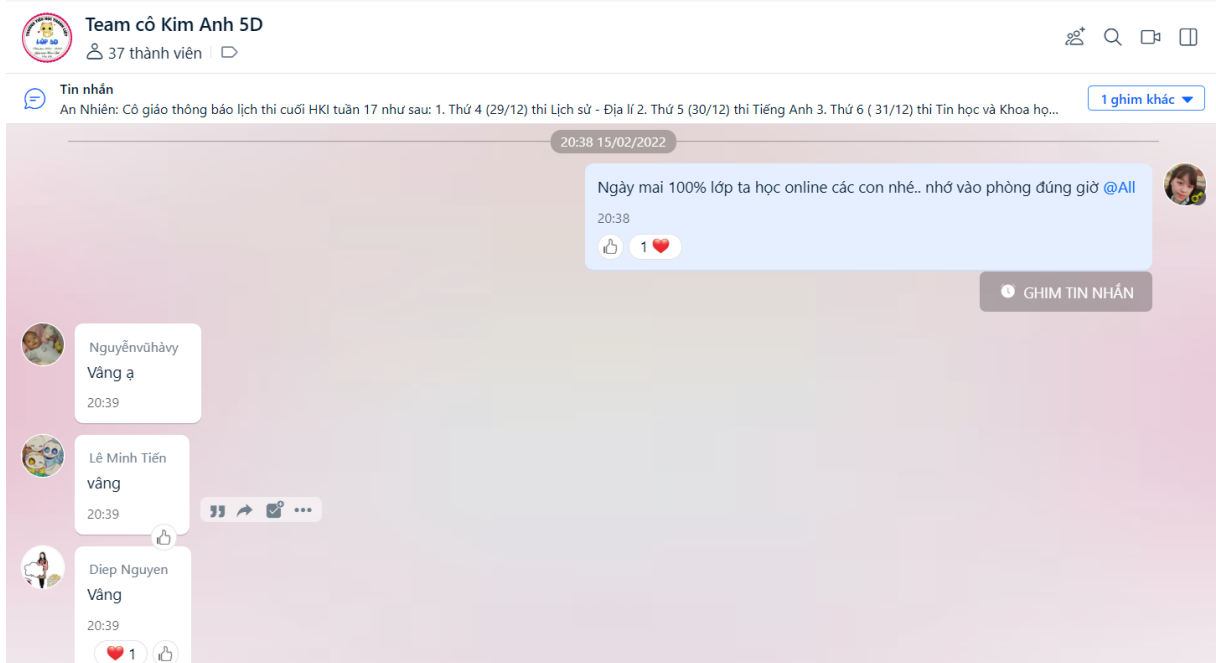 Team cô Kim Anh 5D
37 thành viên
Tin nhắn
An Nhiên: Cô giáo thông báo lịch thi cuối HKI tuần 17 như sau: 1. Thứ 4 (29/12) thi Lịch sử - Địa lí 2. Thứ 5 (30/12) thi Tiếng Anh 3. Thứ 6 ( 31/12) thi Tin học và Khoa họ...
1 ghim khác
20:38 15/02/2022
Ngày mai 100% lớp ta học online các con nhé.. nhớ vào phòng đúng giờ @All
20:38
1
GHIM TIN NHẮN
Nguyễnvũhàvy
Vâng ạ
20:39
Lê Minh Tiến
vâng
20:39
Diep Nguyen
Vâng
20:39
1